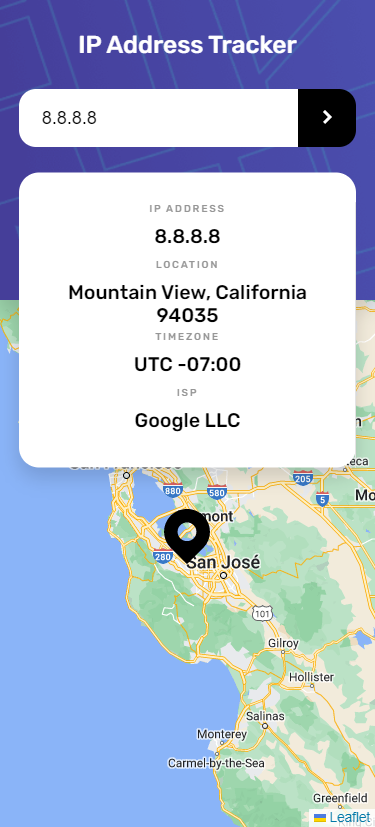 IP Address Tracker
8.8.8.8
IP ADDRESS
8.8.8.8
LOCATION
Mountain View, California
94035
TIMEZONE
UTC -07:00
ISP
Google LLC
205
880
580
5
280
San José
101
Gilroy
Hollister
Salinas
Monterey
Carmel-by-the-Sea
Greenfield
Leaflet